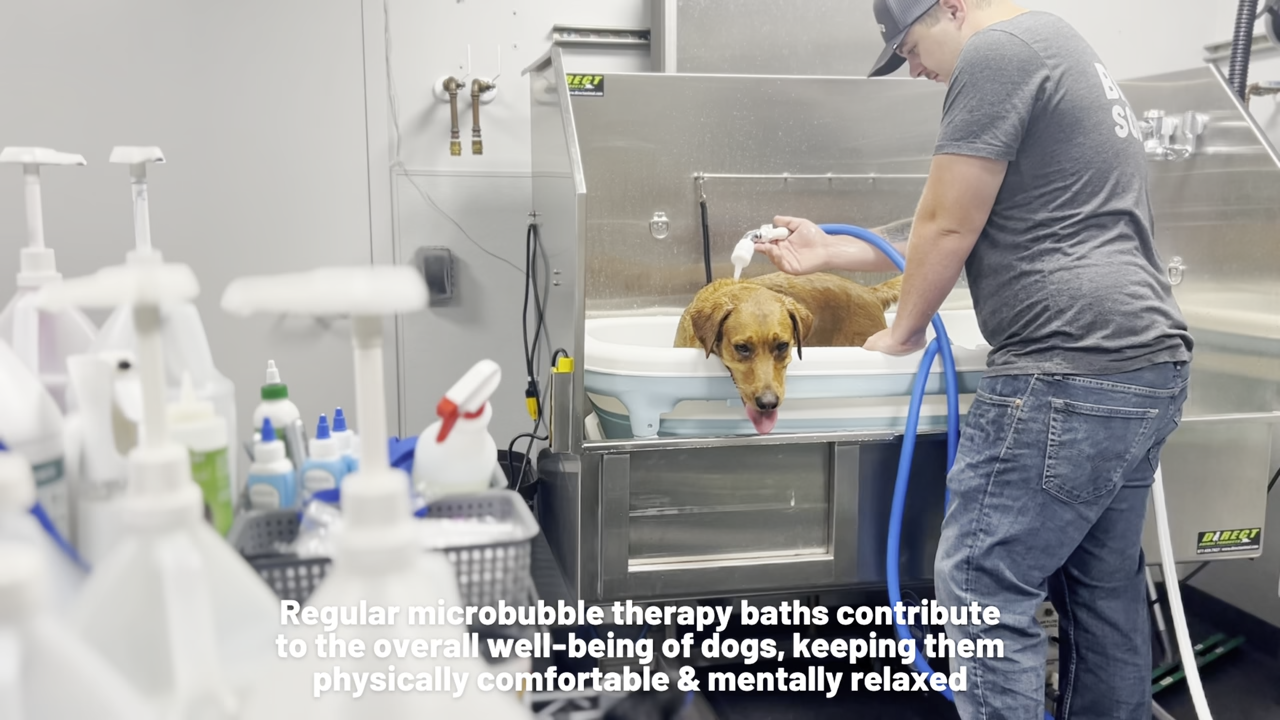 DIRECT
Regular microbubble therapy baths contribute
to the overall well-being of dogs, keeping them
physically comfortable & mentally relaxed